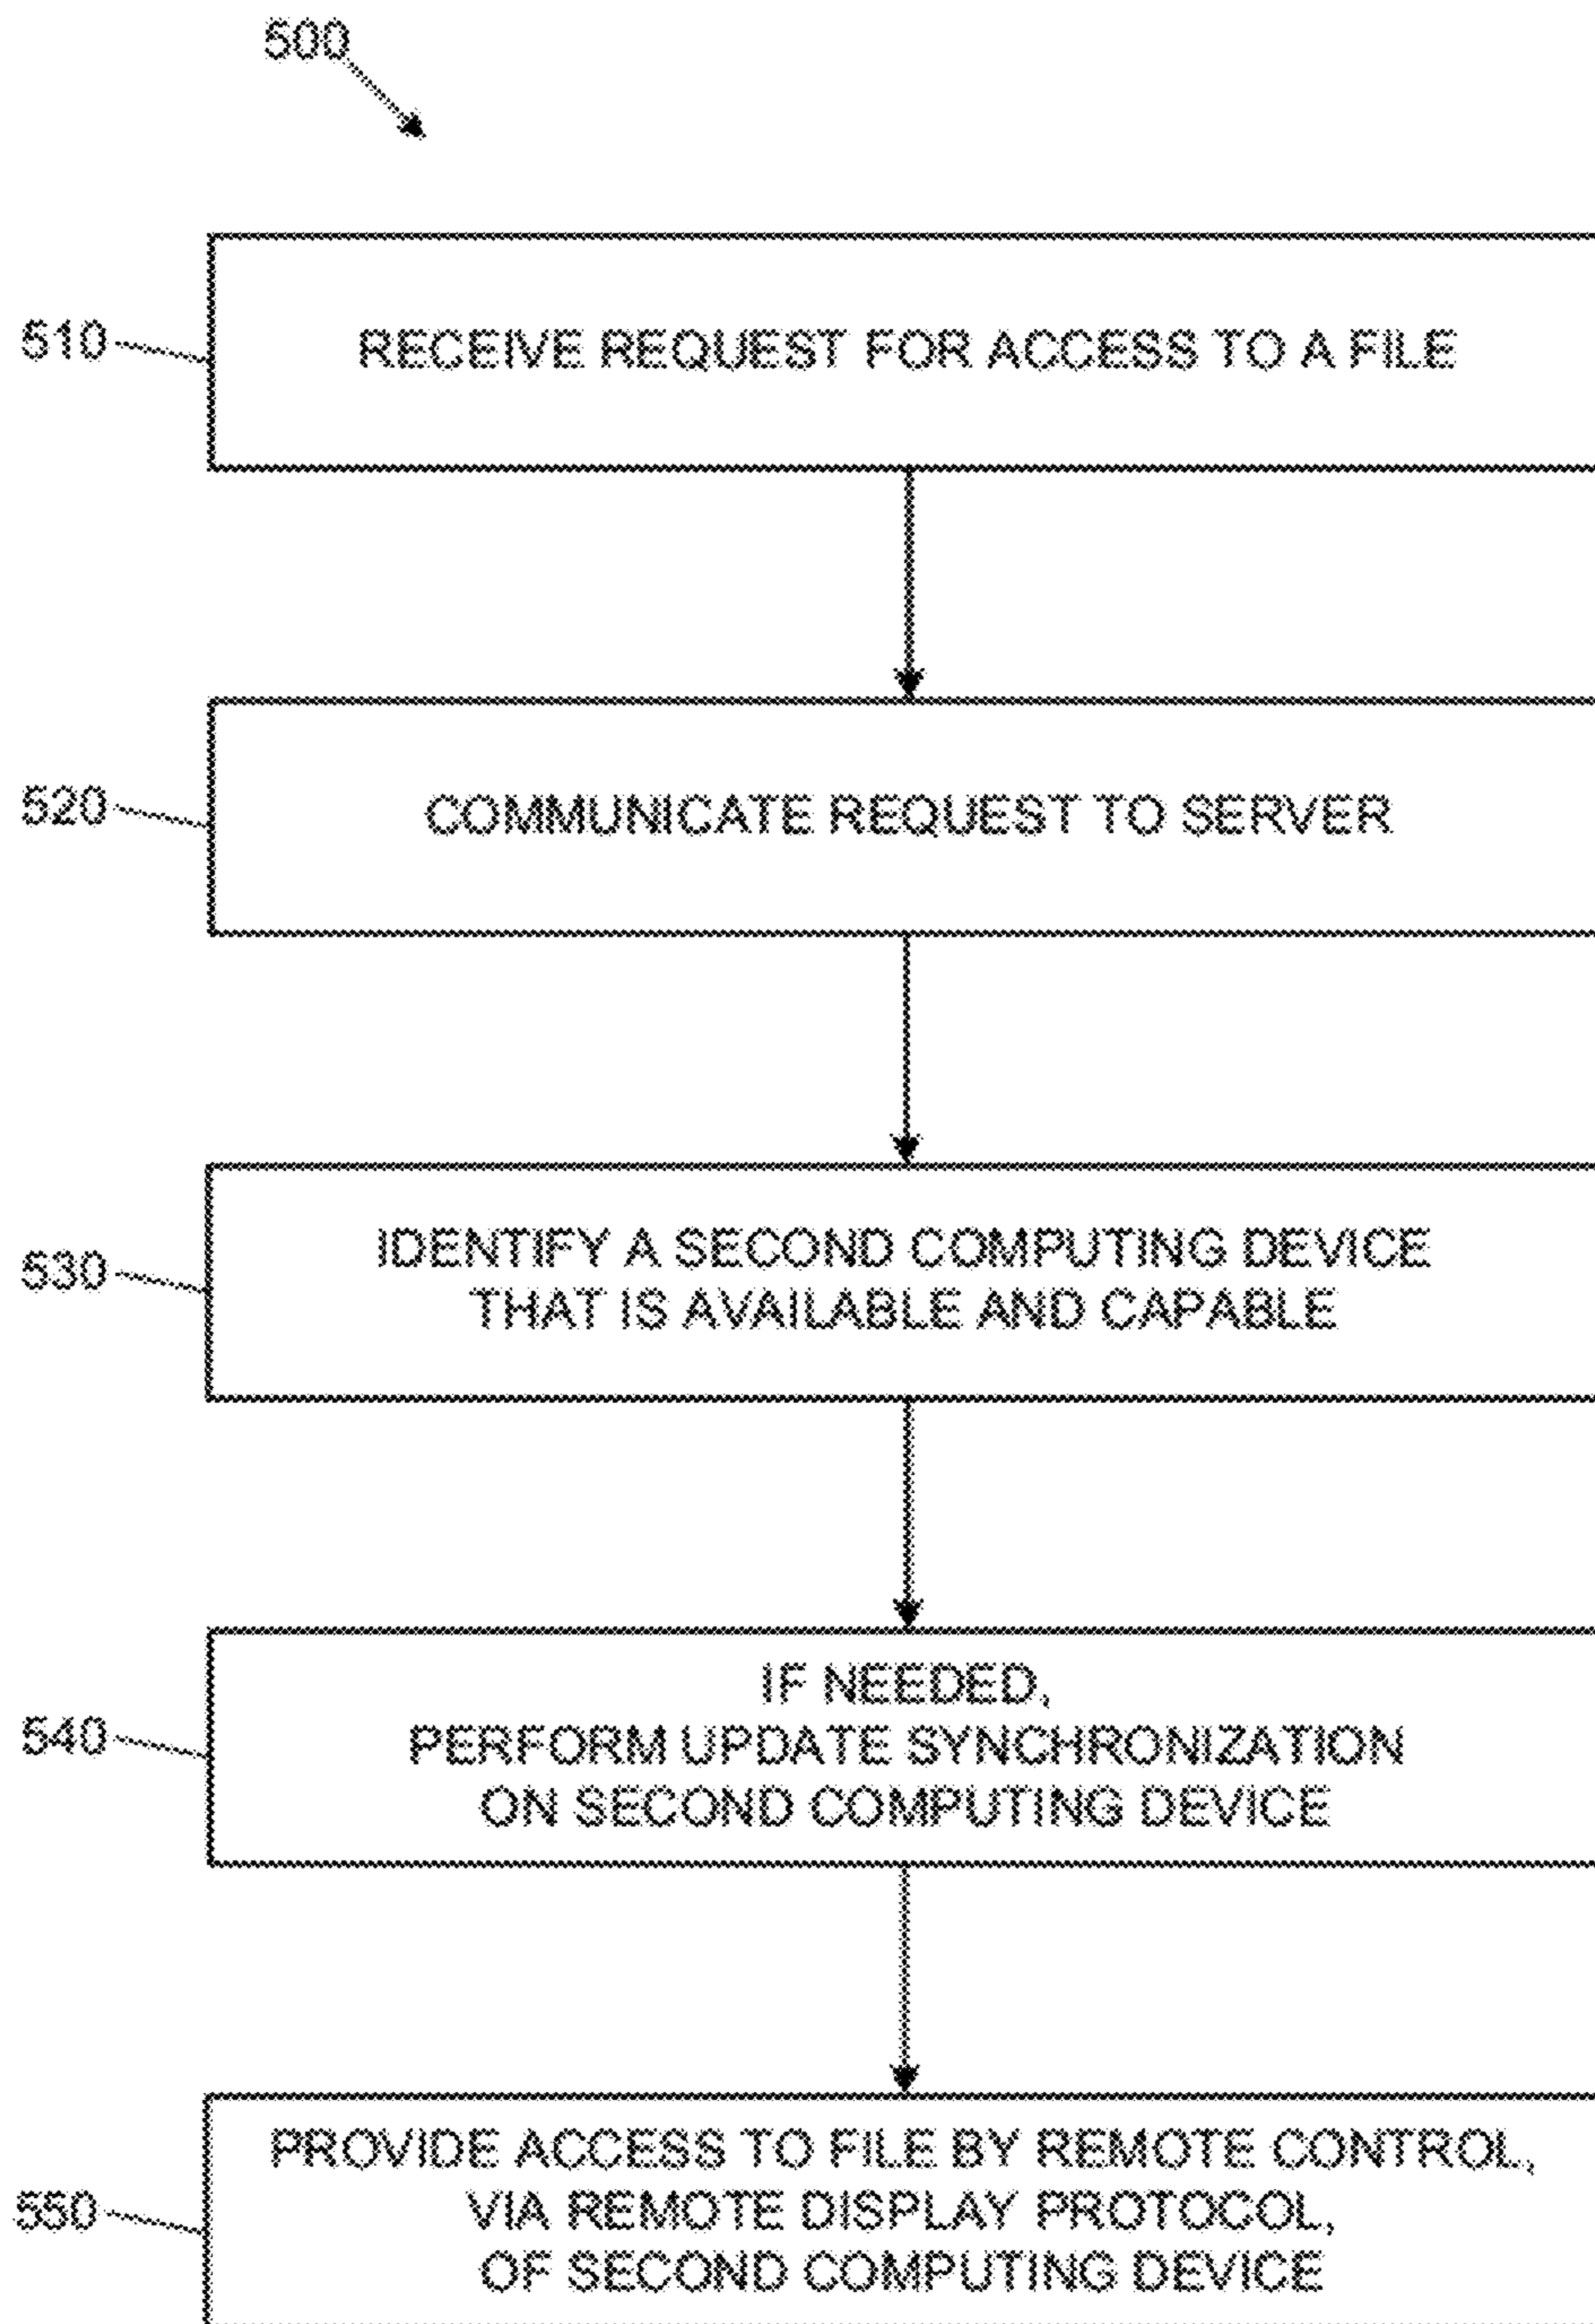 500
510
RECEIVE REQUEST FOR ACCESS TO A FILE
520
COMMUNICATE REQUEST TO SERVER
530
IDENTIFY A SECOND COMPUTING DEVICE
THAT IS AVAILABLE AND CAPABLE
540
IF NEEDED,
PERFORM UPDATE SYNCHRONIZATION
ON SECOND COMPUTING DEVICE
550
PROVIDE ACCESS TO FILE BY REMOTE CONTROL,
VIA REMOTE DISPLAY PROTOCOL,
OF SECOND COMPUTING DEVICE